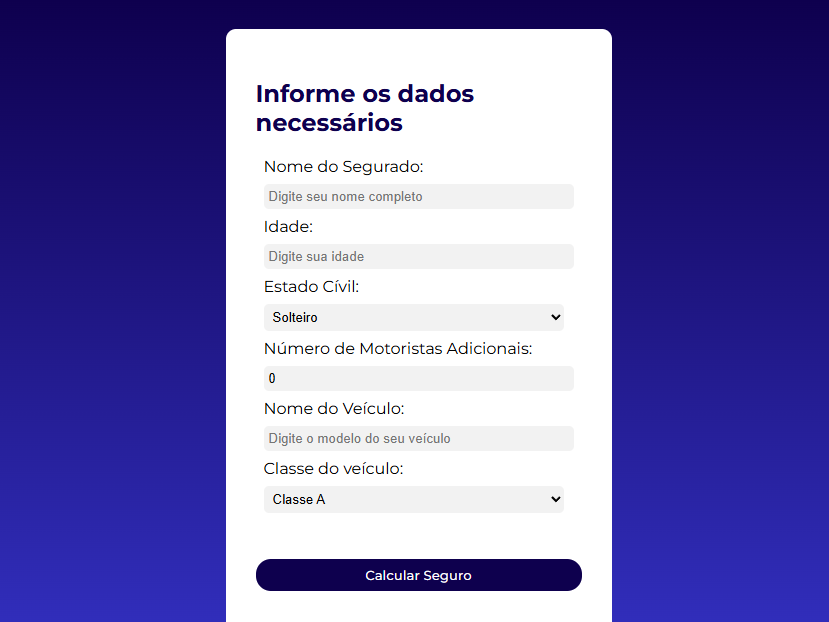 Informe os dados
necessários
Nome do Segurado:
Digite seu nome completo
Idade:
Digite sua idade
Estado Cívil:
Solteiro
Número de Motoristas Adicionais:
0
Nome do Veículo:
Digite o modelo do seu veículo
Classe do veículo:
Classe A
Calcular Seguro